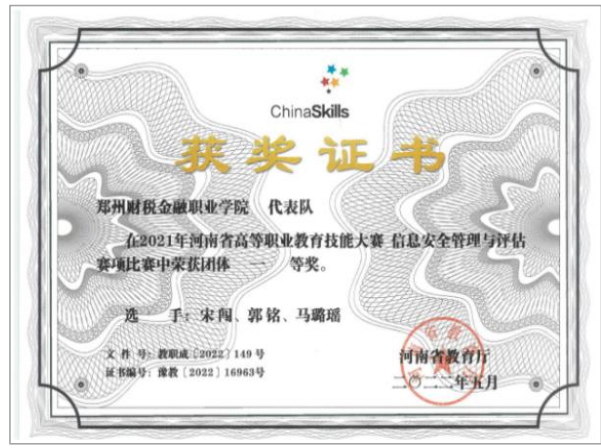 ChinaSkills
获奖证书
郑州财税金融职业学院 代表队
在2021年河南省高等职业教育技能大赛 信息安全管理与评估
赛项比赛中荣获团体 一 等奖。
选 手：宋闯、郭铭、马璐瑶
文 件 号：教职成〔2022〕149号
证书编号：豫教〔2022〕16963号
河南省教育厅
二〇二二年五月